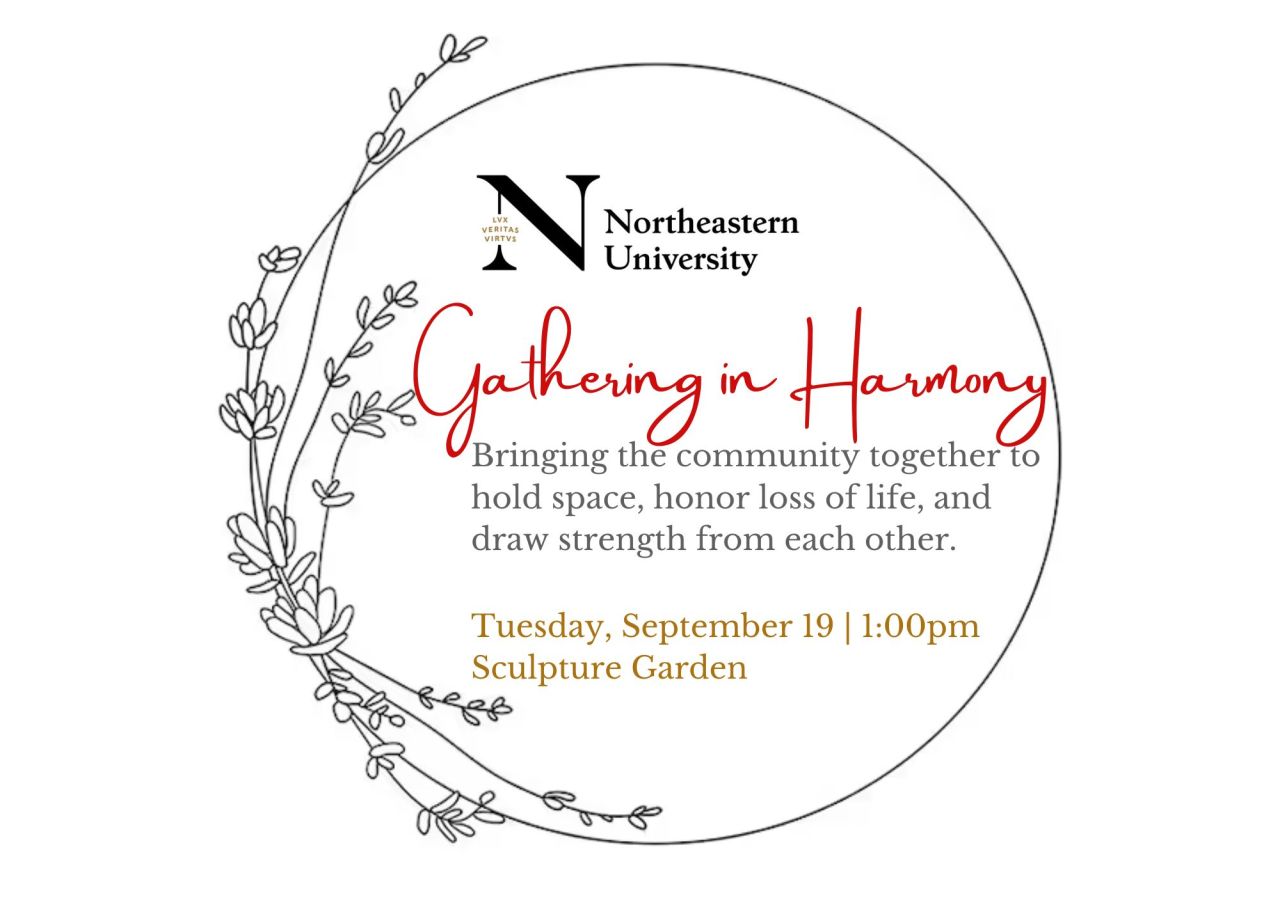 LVX
VERITAS
VIRTVS
Northeastern
University
Gathering in Harmony
Bringing the community together to
hold space, honor loss of life, and
draw strength from each other.
Tuesday, September 19 | 1:00pm
Sculpture Garden